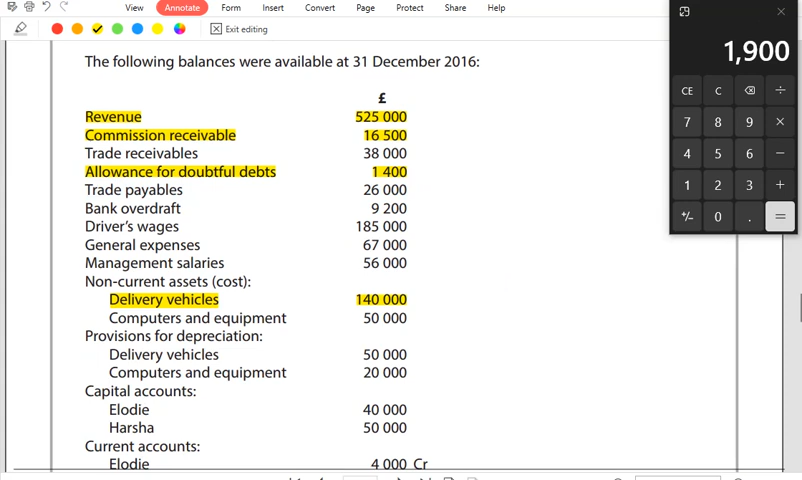 View Annotate Form Insert Convert Page Protect Share Help
Exit editing
The following balances were available at 31 December 2016:
£
Revenue 525 000
Commission receivable 16 500
Trade receivables 38 000
Allowance for doubtful debts 1 400
Trade payables 26 000
Bank overdraft 9 200
Driver's wages 185 000
General expenses 67 000
Management salaries 56 000
Non-current assets (cost):
Delivery vehicles 140 000
Computers and equipment 50 000
Provisions for depreciation:
Delivery vehicles 50 000
Computers and equipment 20 000
Capital accounts:
Elodie 40 000
Harsha 50 000
Current accounts:
Elodie 4 000 Cr
1,900
CE C ÷
7 8 9 ×
4 5 6 −
1 2 3 +
+/− 0 . =